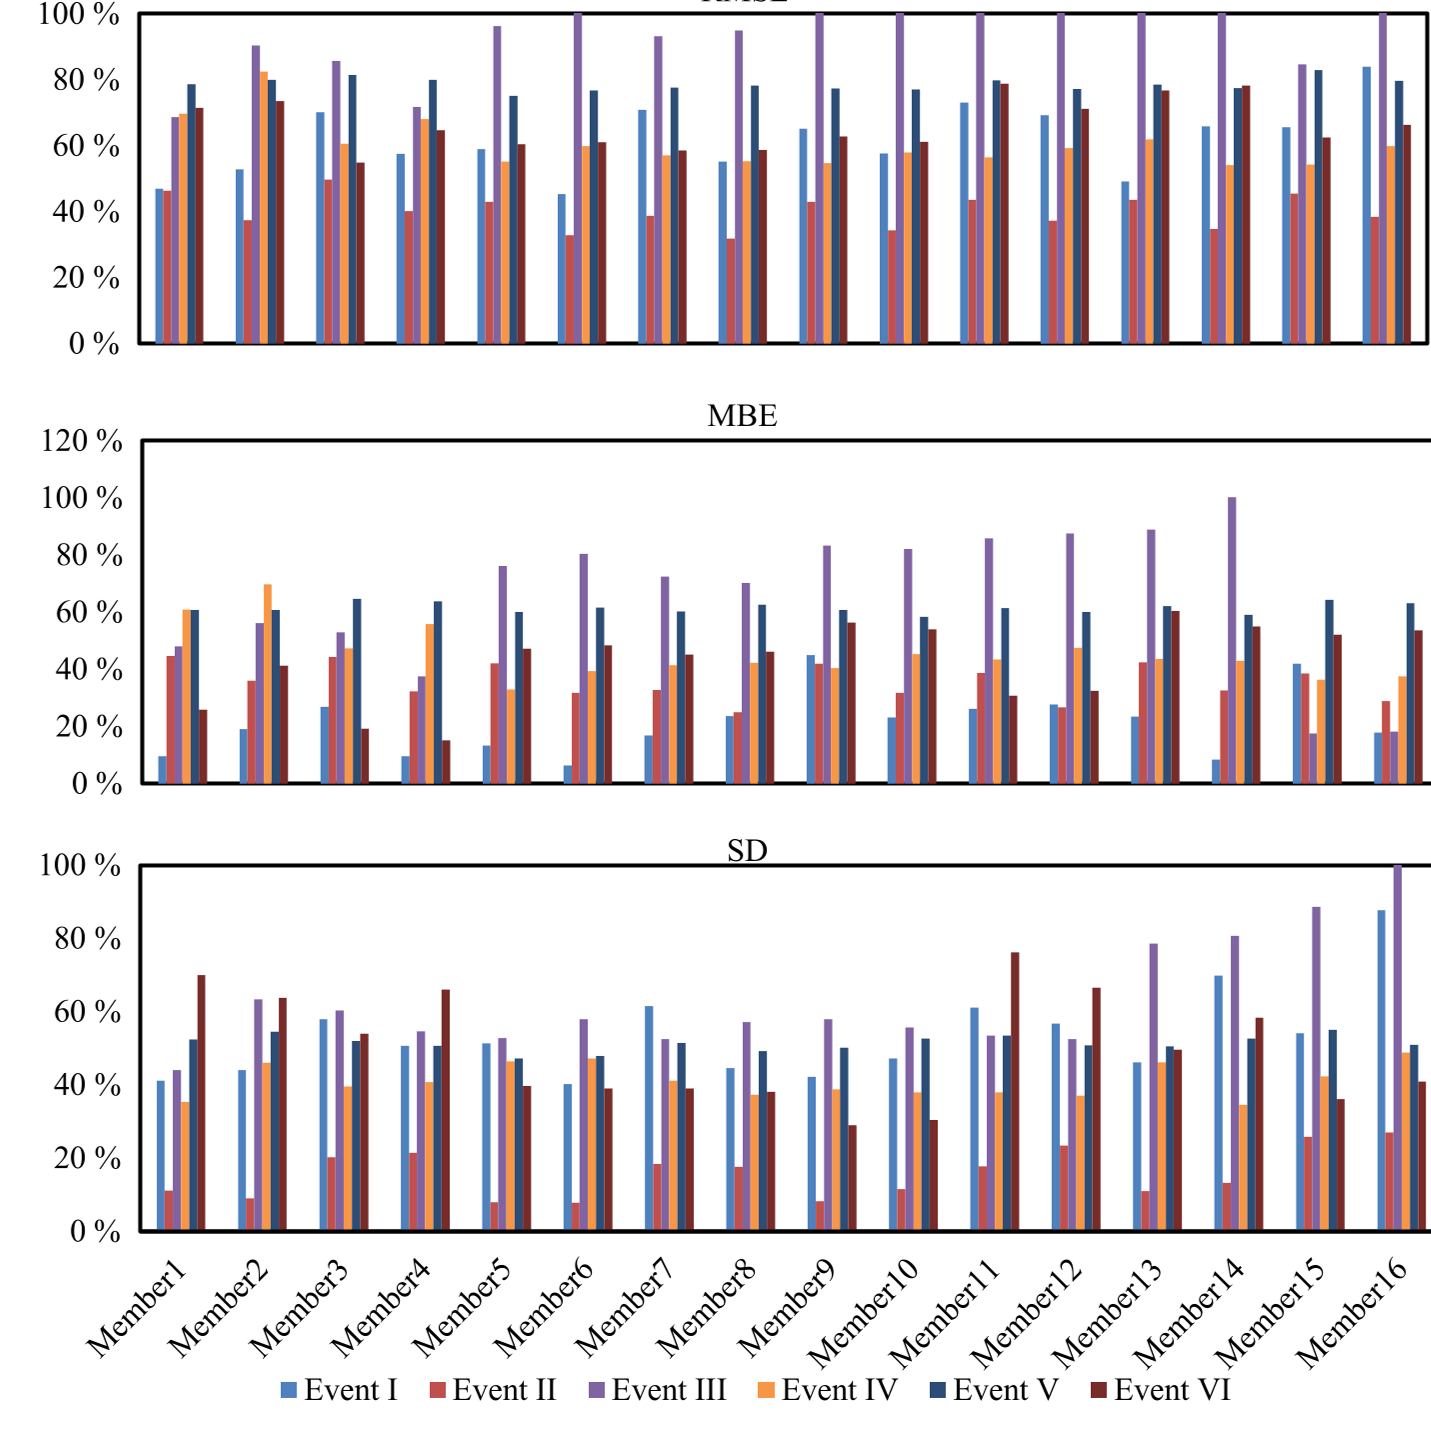 RMSE
100 %
80 %
60 %
40 %
20 %
0 %
MBE
120 %
100 %
80 %
60 %
40 %
20 %
0 %
SD
100 %
80 %
60 %
40 %
20 %
0 %
Member1
Member2
Member3
Member4
Member5
Member6
Member7
Member8
Member9
Member10
Member11
Member12
Member13
Member14
Member15
Member16
Event I Event II Event III Event IV Event V Event VI